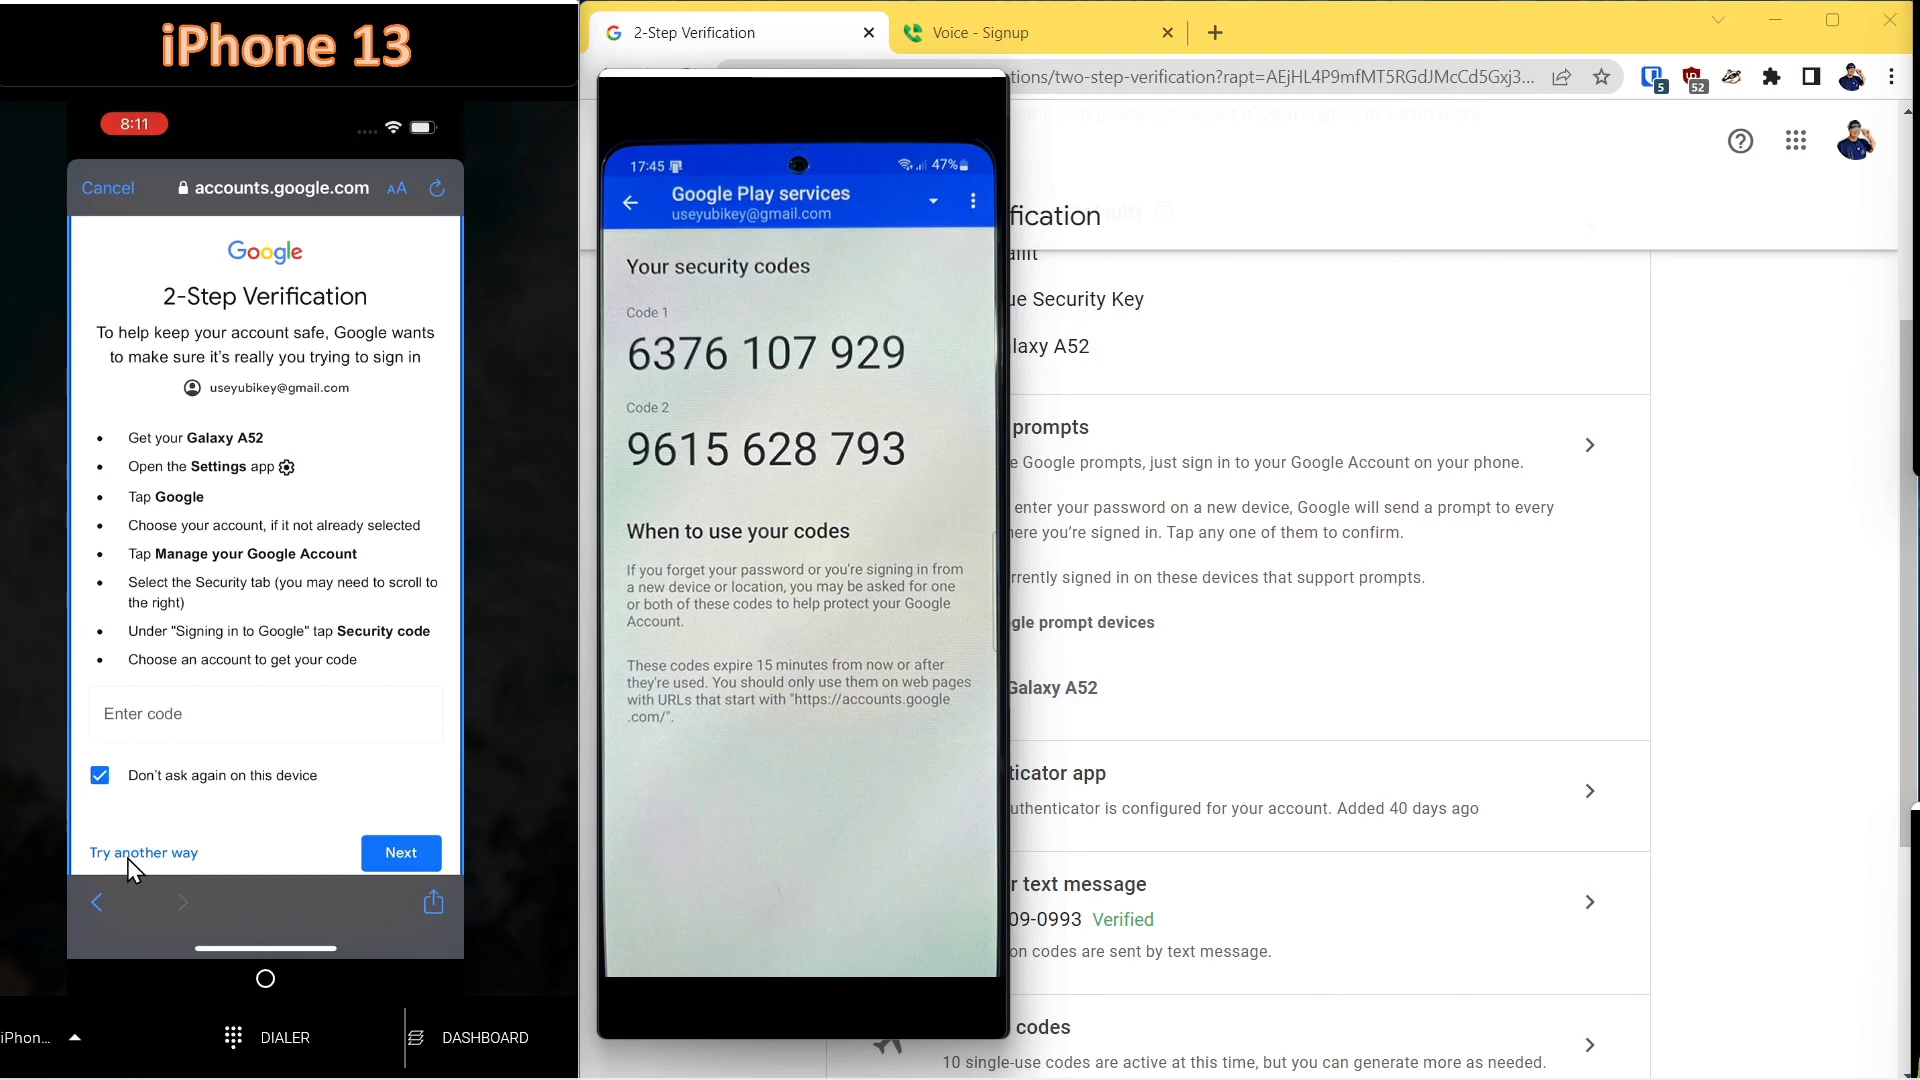 iPhone 13
8:11
Cancel
accounts.google.com
AA
Google
2-Step Verification
To help keep your account safe, Google wants
to make sure it's really you trying to sign in
useyubikey@gmail.com
Get your Galaxy A52
Open the Settings app
Tap Google
Choose your account, if it not already selected
Tap Manage your Google Account
Select the Security tab (you may need to scroll to
the right)
Under "Signing in to Google" tap Security code
Choose an account to get your code
Enter code
Don't ask again on this device
Try another way
Next
iPhon...
DIALER
DASHBOARD
2-Step Verification
Voice - Signup
tions/two-step-verification?rapt=AEjHL4P9mfMT5RGdJMcCd5Gxj3...
5
52
17:45
47%
Google Play services
useyubikey@gmail.com
Your security codes
Code 1
6376 107 929
Code 2
9615 628 793
When to use your codes
If you forget your password or you're signing in from
a new device or location, you may be asked for one
or both of these codes to help protect your Google
Account.
These codes expire 15 minutes from now or after
they're used. You should only use them on web pages
with URLs that start with "https://accounts.google
.com/".
fication
ue Security Key
laxy A52
prompts
e Google prompts, just sign in to your Google Account on your phone.
enter your password on a new device, Google will send a prompt to every
here you're signed in. Tap any one of them to confirm.
rrently signed in on these devices that support prompts.
gle prompt devices
Galaxy A52
ticator app
uthenticator is configured for your account. Added 40 days ago
r text message
09-0993 Verified
on codes are sent by text message.
codes
10 single-use codes are active at this time, but you can generate more as needed.